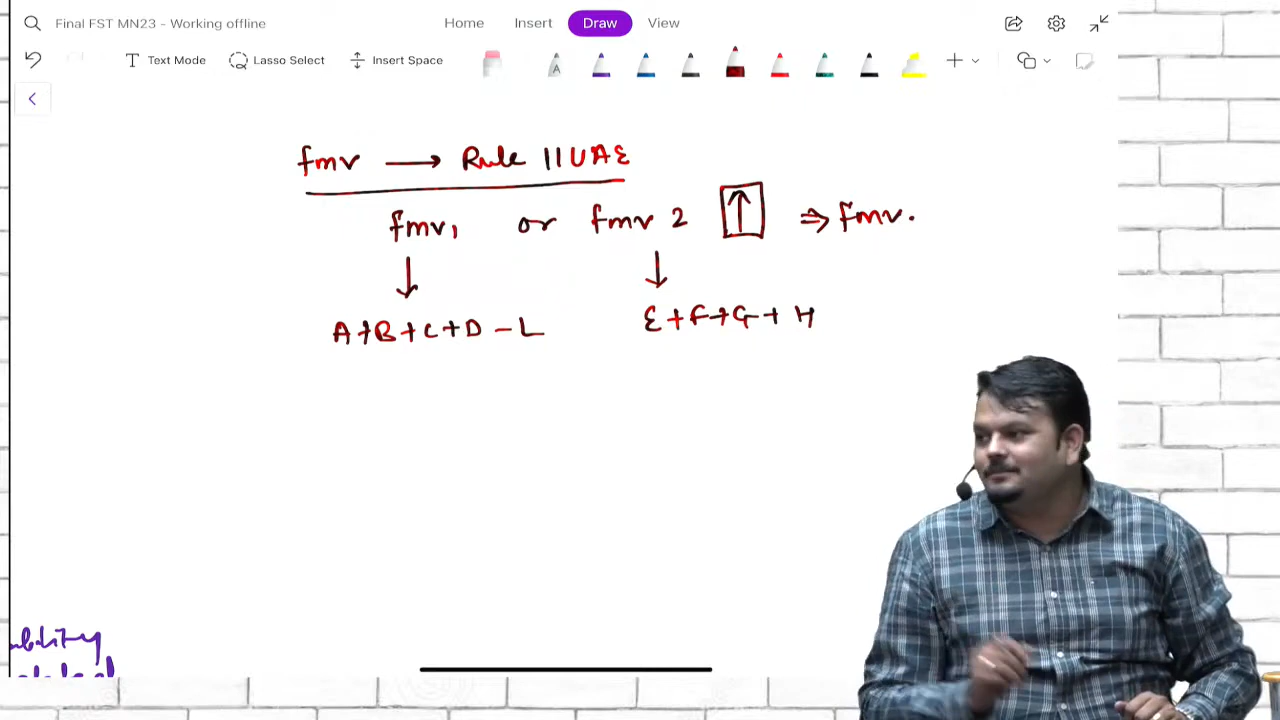 Final FST MN23 - Working offline
Home Insert Draw View
Text Mode Lasso Select Insert Space
A
fmv → Rule 11UAE
fmv1 or fmv 2 ↑ ⇒ fmv.
↓ ↓
A+B+C+D-L E+F+G+H